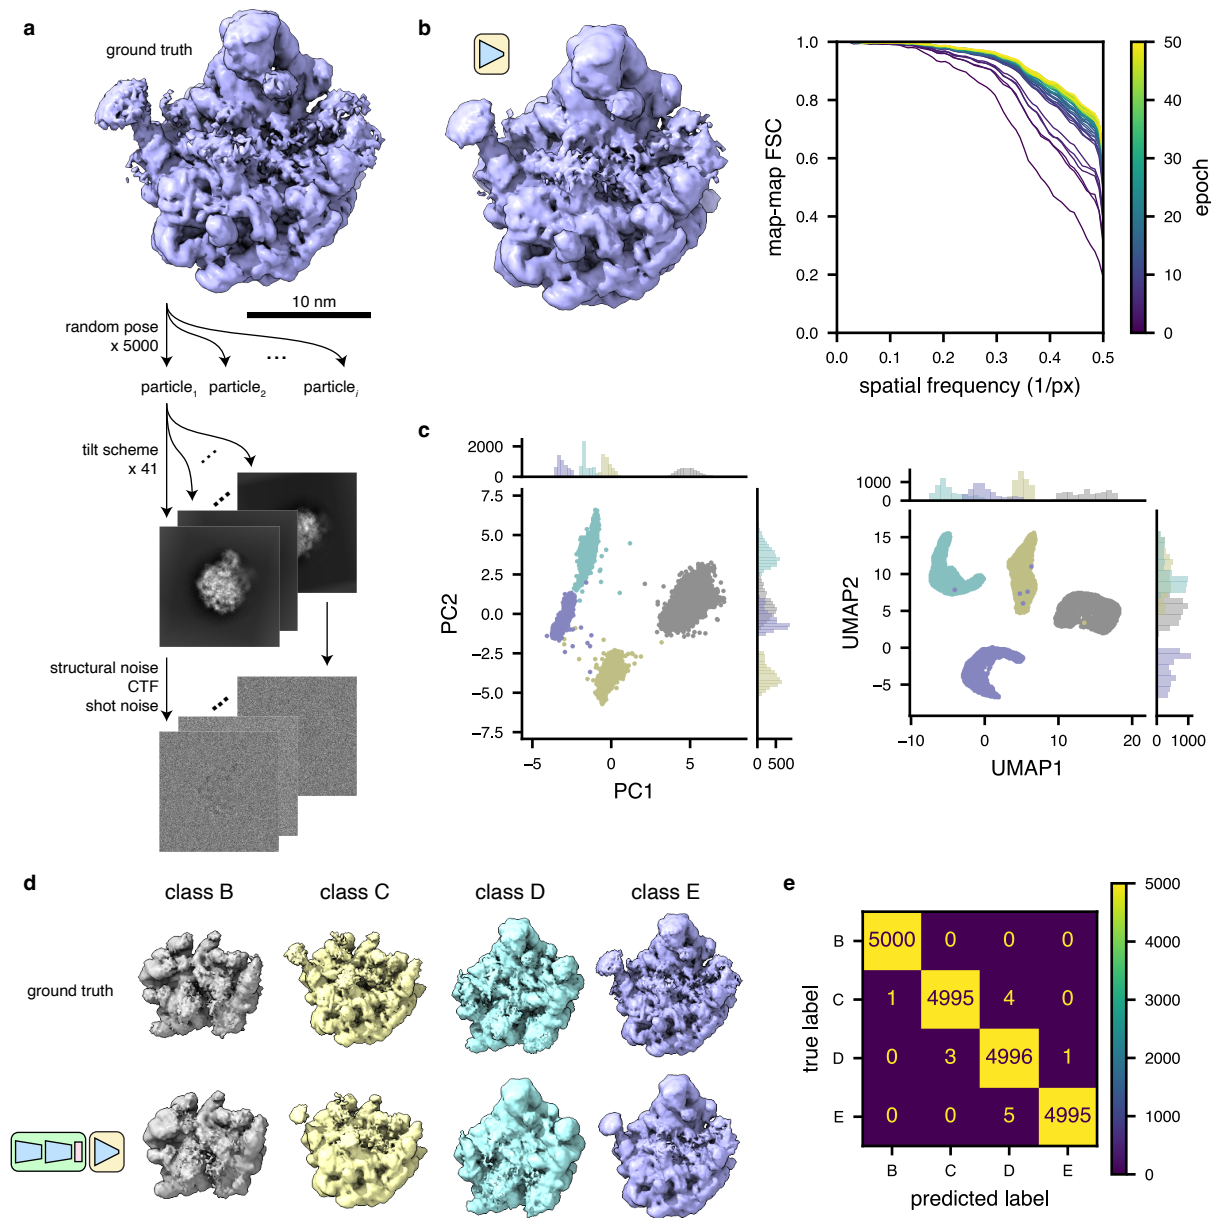 a
ground truth
10 nm
random pose
x 5000
...
particle1 particle2 particlei
tilt scheme
x 41
structural noise
CTF
shot noise
b
1.0
0.8
0.6
0.4
0.2
0.0
map-map FSC
0.0 0.1 0.2 0.3 0.4 0.5
spatial frequency (1/px)
50
40
30
20
10
0
epoch
c
2000
0
7.5
5.0
2.5
0.0
−2.5
−5.0
−7.5
PC2
−5 0 5
PC1
0 500
1000
0
15
10
5
0
−5
UMAP2
−10 0 10 20
UMAP1
0 1000
d
class B class C class D class E
ground truth
e
B 5000 0 0 0
C 1 4995 4 0
D 0 3 4996 1
E 0 0 5 4995
true label
B C D E
predicted label
5000
4000
3000
2000
1000
0